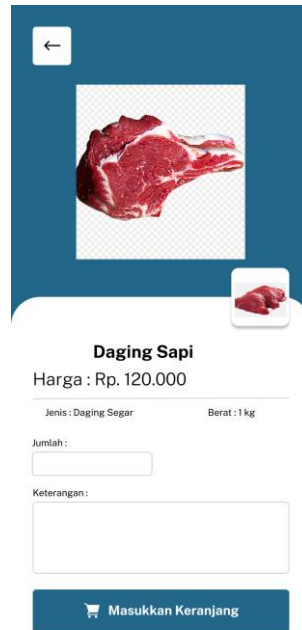 Daging Sapi
Harga : Rp. 120.000
Jenis : Daging Segar Berat : 1 kg
Jumlah :
Keterangan :
Masukkan Keranjang